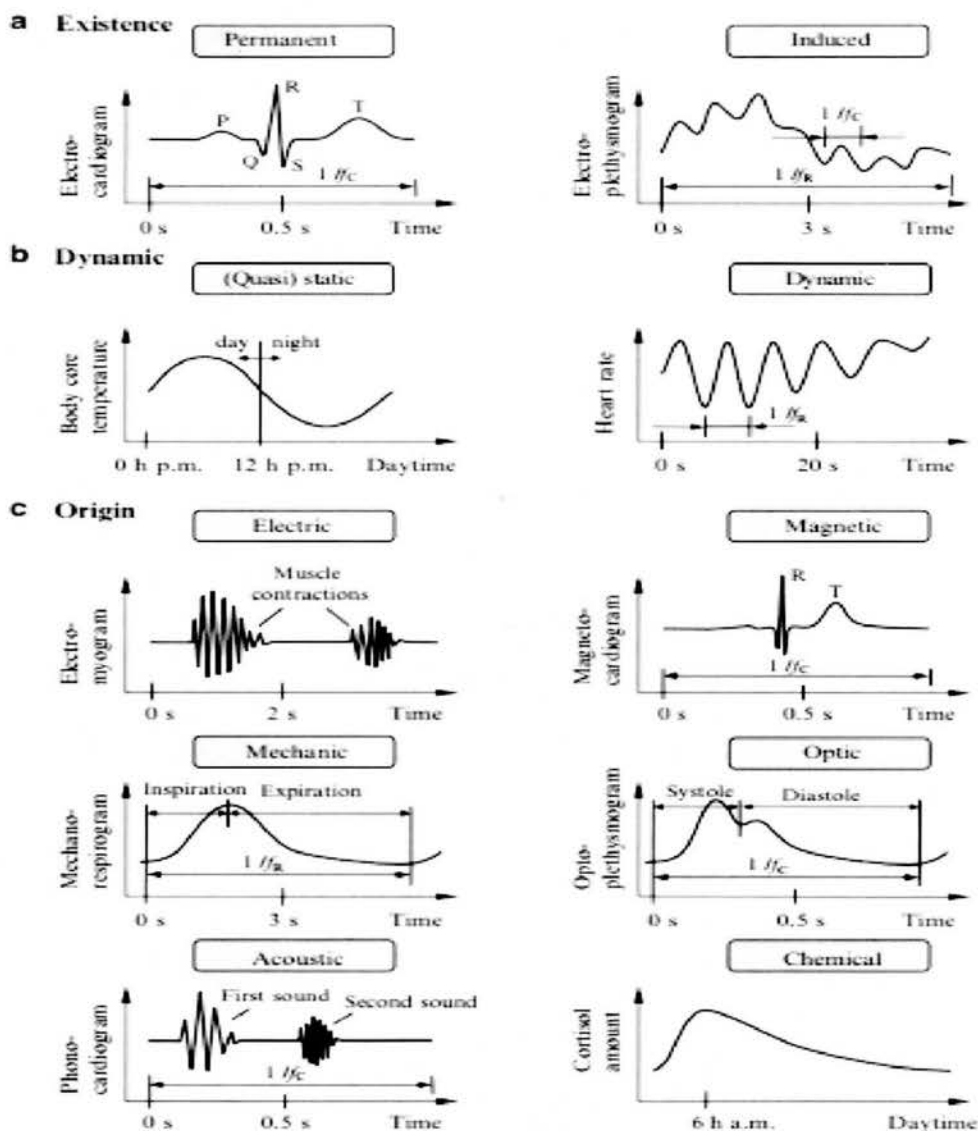 a Existence
Permanent
Electro-
cardiogram
P
Q
R
S
T
1/fC
0 s
0.5 s
Time
Induced
Electro-
plethysmogram
1/fC
1/fR
0 s
3 s
Time
b Dynamic
(Quasi) static
Body core
temperature
day
night
0 h p.m.
12 h p.m.
Daytime
Dynamic
Heart rate
1/fR
0 s
20 s
Time
c Origin
Electric
Electro-
myogram
Muscle
contractions
0 s
2 s
Time
Magnetic
Magneto-
cardiogram
R
T
1/fC
0 s
0.5 s
Time
Mechanic
Mechano-
respirogram
Inspiration
Expiration
1/fR
0 s
3 s
Time
Optic
Opto-
plethysmogram
Systole
Diastole
1/fC
0 s
0.5 s
Time
Acoustic
Phono-
cardiogram
First sound
Second sound
1/fC
0 s
0.5 s
Time
Chemical
Cortisol
amount
6 h a.m.
Daytime